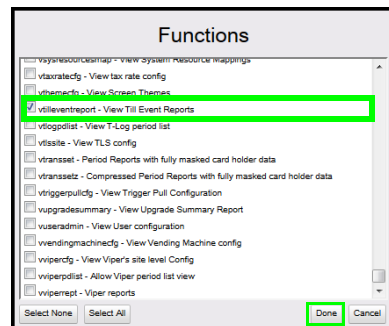 Functions
vsysresourcesmap - View System Resource Mappings
vtaxratecfg - View tax rate config
vthemecfg - View Screen Themes
vtilleventreport - View Till Event Reports
vtlogpdlist - View T-Log period list
vtlssite - View TLS config
vtransset - Period Reports with fully masked card holder data
vtranssetz - Compressed Period Reports with fully masked card holder data
vtriggerpullcfg - View Trigger Pull Configuration
vupgradesummary - View Upgrade Summary Report
vuseradmin - View User configuration
vvendingmachinecfg - View Vending Machine Config
vvipercfg - View Viper's site level Config
vviperpdlist - Allow Viper period list view
vviperrept - Viper reports
Select None Select All Done Cancel